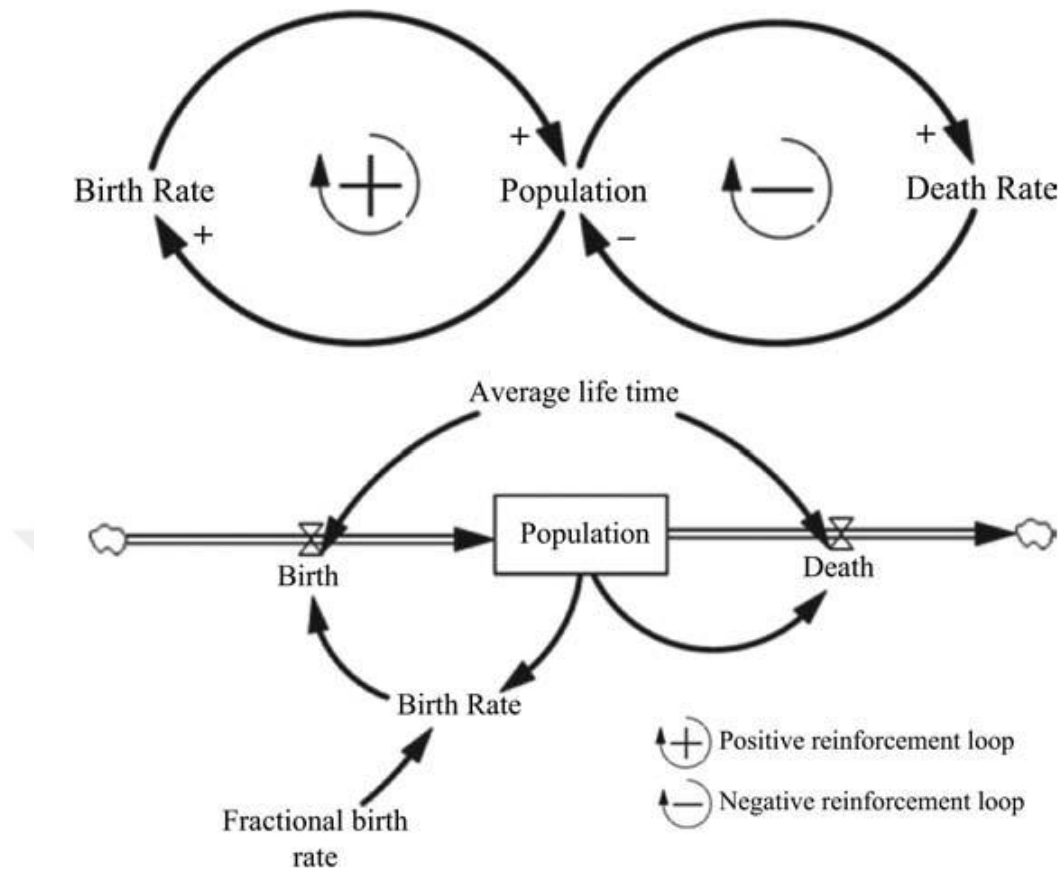 +
+
Birth Rate
+
Population
−
Death Rate
+
−
Average life time
Population
Birth
Death
Birth Rate
+
Positive reinforcement loop
−
Negative reinforcement loop
Fractional birth
rate